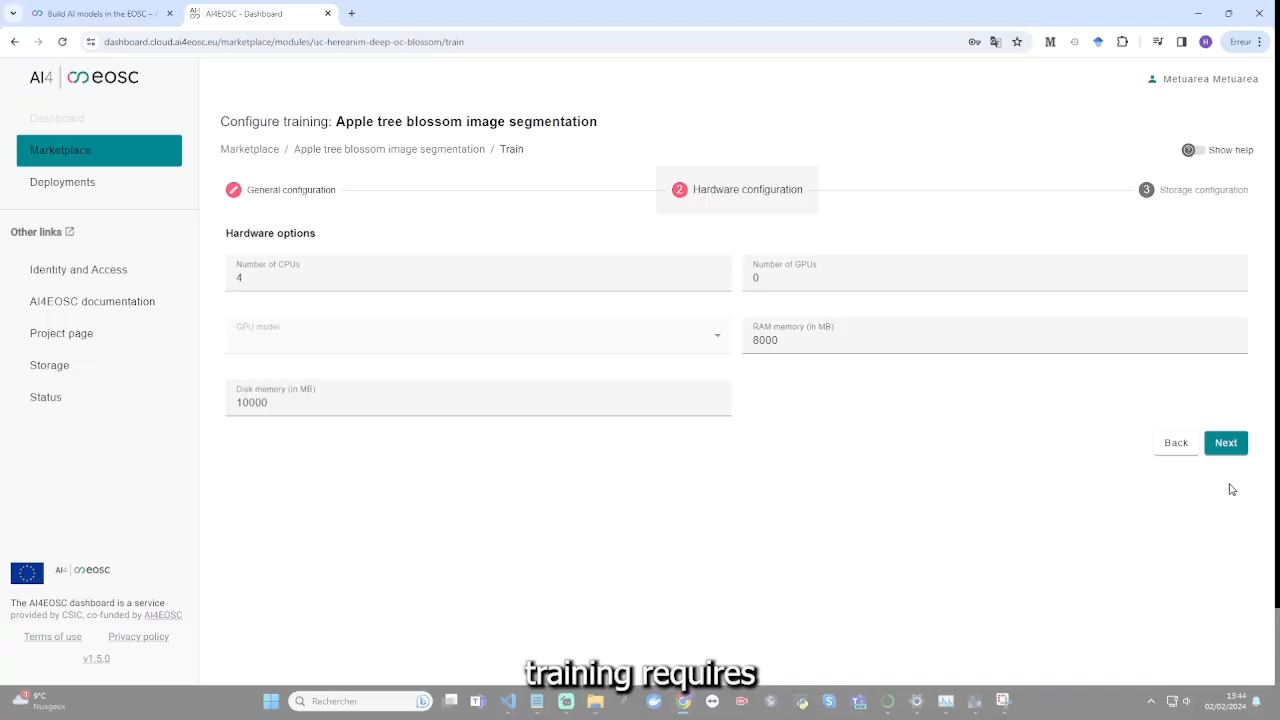 Build AI models in the EOSC –
AI4EOSC - Dashboard
dashboard.cloud.ai4eosc.eu/marketplace/modules/uc-hereanim-deep-oc-blossom/train
M
H
Erreur
AI4 eosc
Metuarea Metuarea
Dashboard
Marketplace
Deployments
Other links
Identity and Access
AI4EOSC documentation
Project page
Storage
Status
Configure training: Apple tree blossom image segmentation
Marketplace / Apple tree blossom image segmentation / Train
Show help
General configuration
2 Hardware configuration
3 Storage configuration
Hardware options
Number of CPUs
4
Number of GPUs
0
GPU model
RAM memory (in MB)
8000
Disk memory (in MB)
10000
Back
Next
AI4 eosc
The AI4EOSC dashboard is a service
provided by CSIC, co-funded by AI4EOSC
Terms of use
Privacy policy
v1.5.0
training requires
1
9°C
Nuageux
Rechercher
13:44
02/02/2024